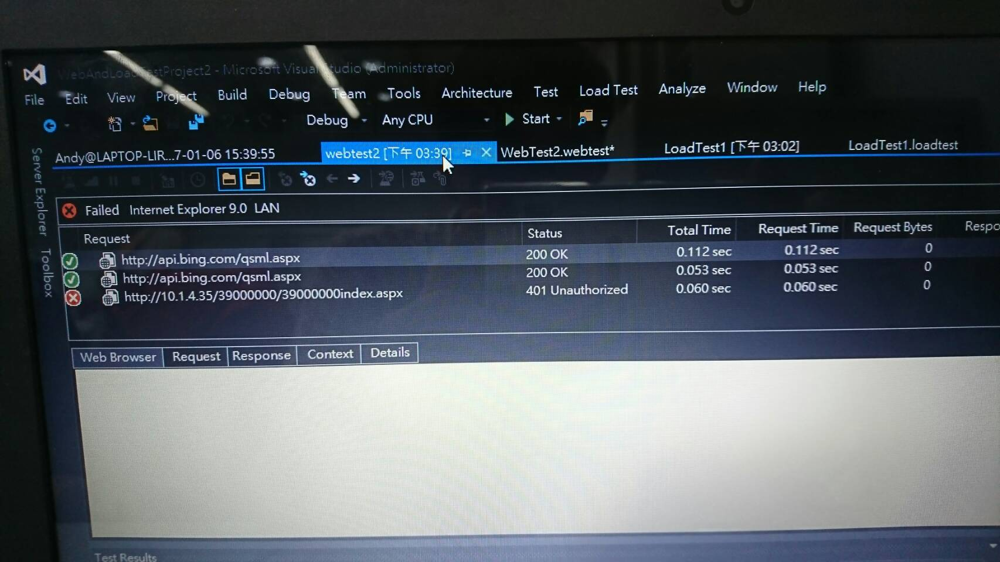 WebAndLoadTestProject2 - Microsoft Visual Studio (Administrator)
File Edit View Project Build Debug Team Tools Architecture Test Load Test Analyze Window Help
Debug Any CPU Start
Andy@LAPTOP-LIR...7-01-06 15:39:55 webtest2 [下午 03:39] WebTest2.webtest* LoadTest1 [下午 03:02] LoadTest1.loadtest
Server Explorer
Toolbox
Failed Internet Explorer 9.0 LAN
Request Status Total Time Request Time Request Bytes Respo
http://api.bing.com/qsml.aspx 200 OK 0.112 sec 0.112 sec 0
http://api.bing.com/qsml.aspx 200 OK 0.053 sec 0.053 sec 0
http://10.1.4.35/39000000/39000000index.aspx 401 Unauthorized 0.060 sec 0.060 sec 0
Web Browser Request Response Context Details
Test Results